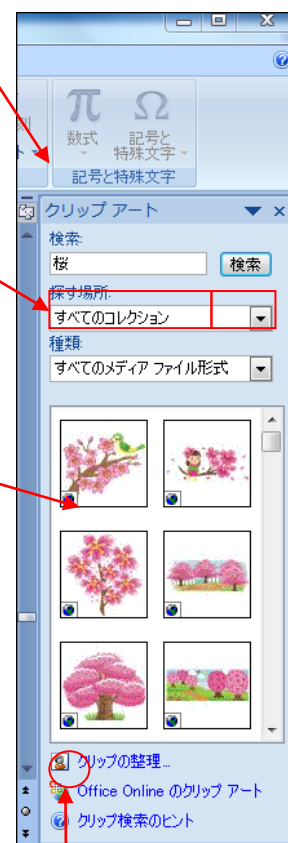 π Ω
数式 記号と
特殊文字
記号と特殊文字
クリップ アート
検索:
桜 検索
探す場所:
すべてのコレクション
種類:
すべてのメディア ファイル形式
クリップの整理...
Office Online のクリップ アート
クリップ検索のヒント